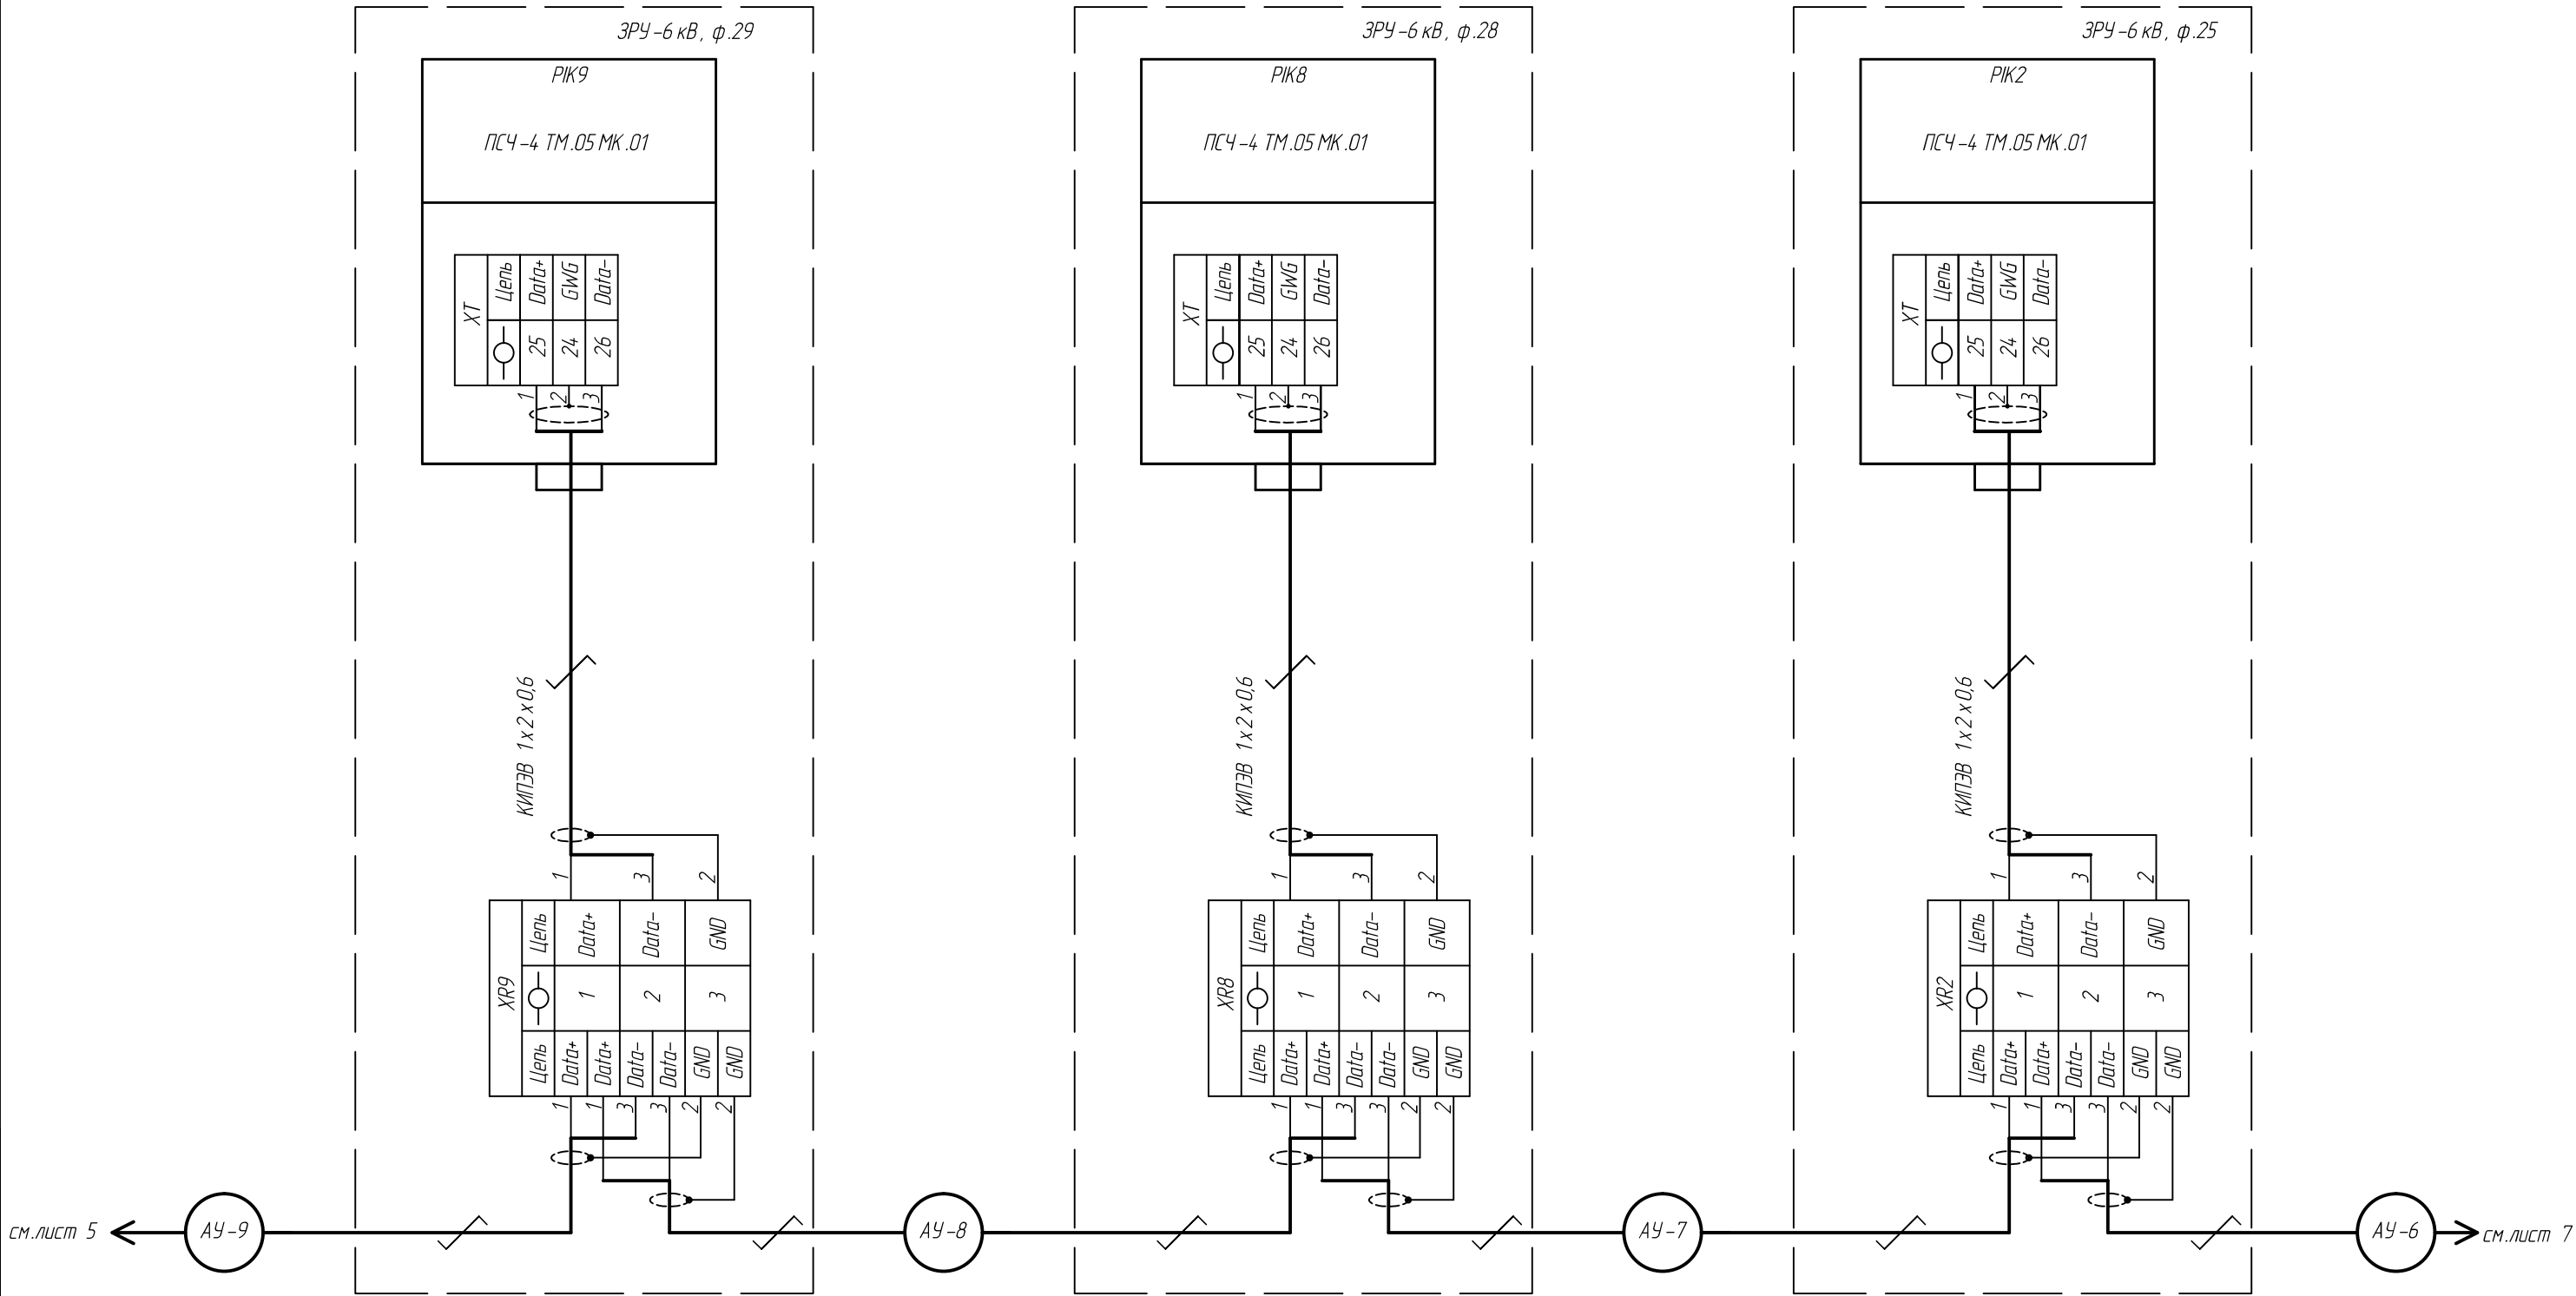 ЗРУ-6 кВ, ф.29
PIK9
ПСЧ-4 ТМ.05 МК.01
XT
Цепь
Data+
GWG
Data-
25
24
26
1
2
3
КИПЭВ 1х2х0,6
1
3
2
XR9
Цепь
Data+
Data-
GND
1
2
3
Цепь
Data+
Data+
Data-
Data-
GND
GND
1
1
3
3
2
2
ЗРУ-6 кВ, ф.28
PIK8
ПСЧ-4 ТМ.05 МК.01
XT
Цепь
Data+
GWG
Data-
25
24
26
1
2
3
КИПЭВ 1х2х0,6
1
3
2
XR8
Цепь
Data+
Data-
GND
1
2
3
Цепь
Data+
Data+
Data-
Data-
GND
GND
1
1
3
3
2
2
ЗРУ-6 кВ, ф.25
PIK2
ПСЧ-4 ТМ.05 МК.01
XT
Цепь
Data+
GWG
Data-
25
24
26
1
2
3
КИПЭВ 1х2х0,6
1
3
2
XR2
Цепь
Data+
Data-
GND
1
2
3
Цепь
Data+
Data+
Data-
Data-
GND
GND
1
1
3
3
2
2
см.лист 5
АУ-9
АУ-8
АУ-7
АУ-6
см.лист 7